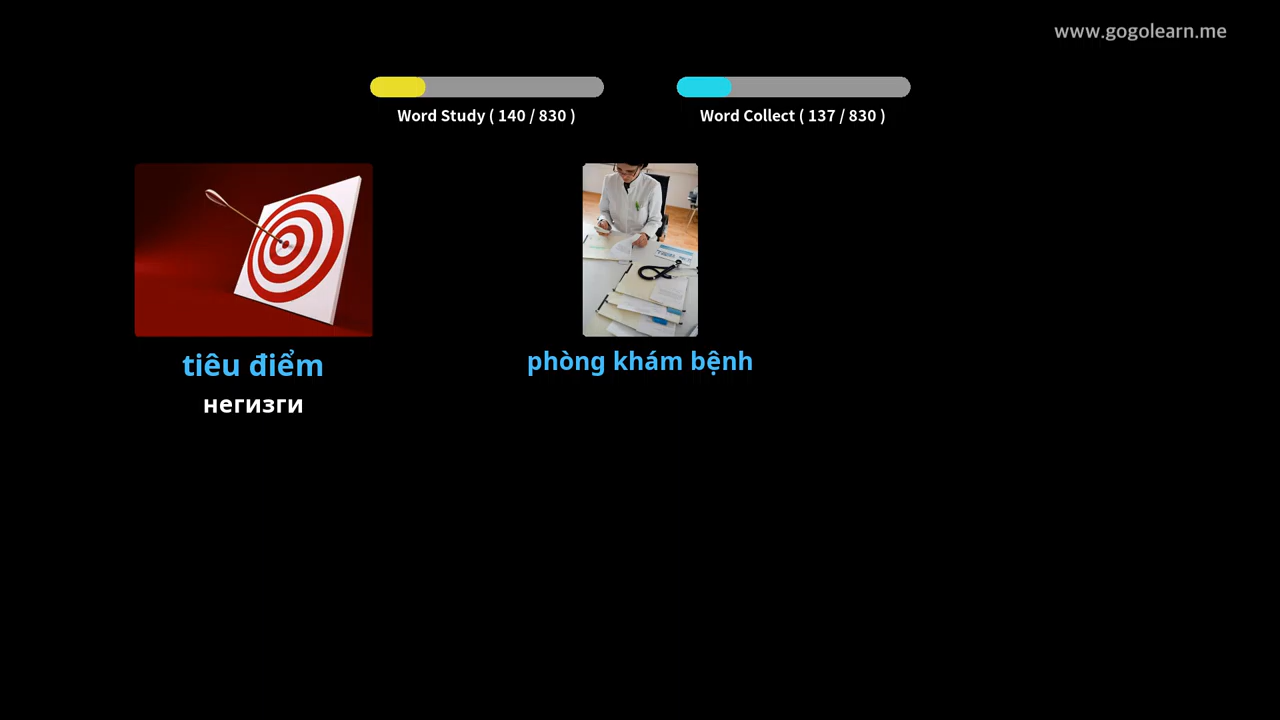 www.gogolearn.me
Word Study ( 140 / 830 )
Word Collect ( 137 / 830 )
tiêu điểm
негизги
phòng khám bệnh